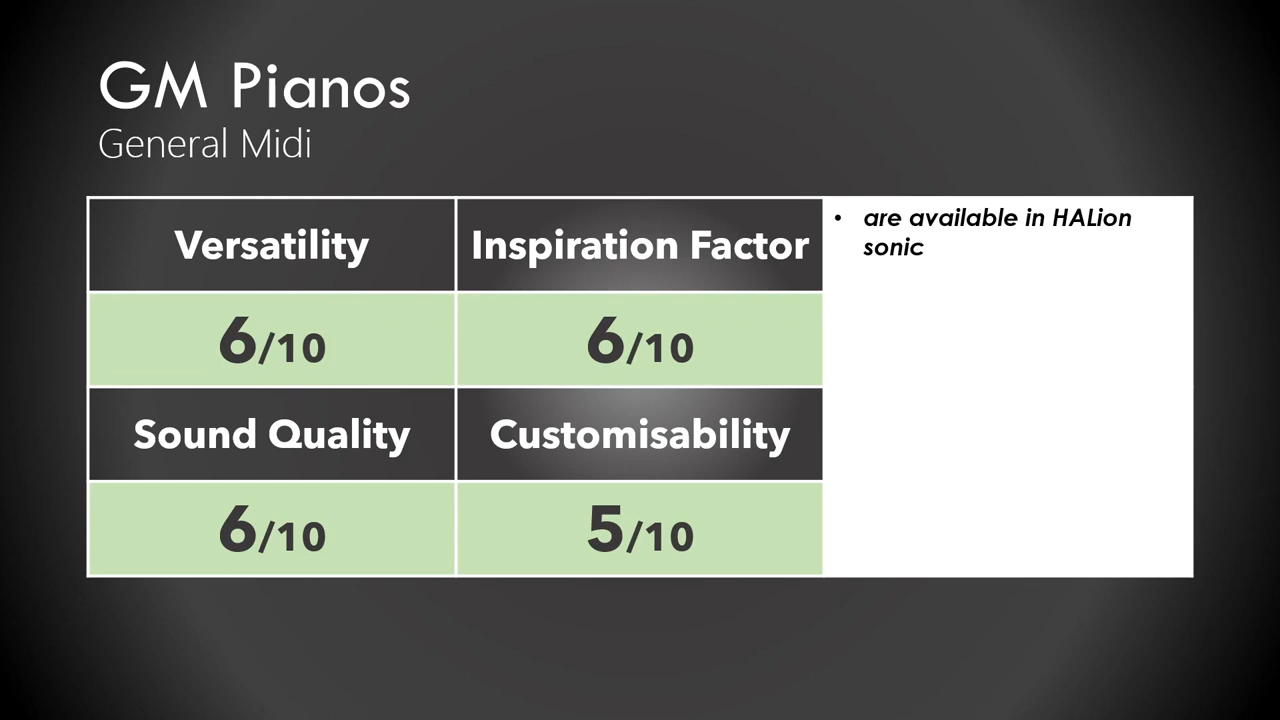 GM Pianos
General Midi
Versatility
Inspiration Factor
6/10
6/10
Sound Quality
Customisability
6/10
5/10
• are available in HALion
sonic